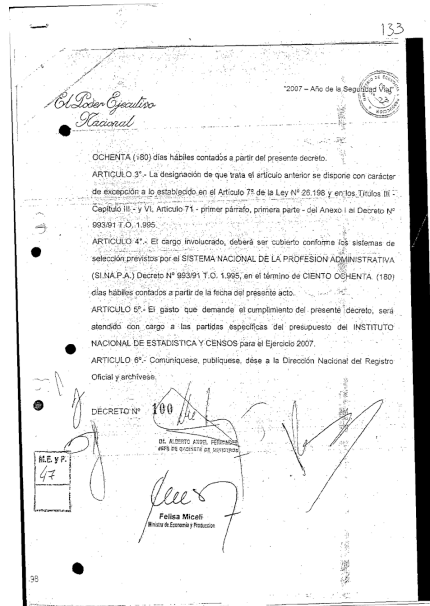 133
"2007 – Año de la Seguridad Vial"
23
El Poder Ejecutivo
Nacional
OCHENTA (180) días hábiles contados a partir del presente decreto.
ARTICULO 3º.- La designación de que trata el artículo anterior se dispone con carácter
de excepción a lo establecido en el Artículo 7º de la Ley Nº 26.198 y en los Títulos III -
Capítulo III - y VI, Artículo 71 - primer párrafo, primera parte - del Anexo I al Decreto Nº
993/91 T.O. 1.995.
ARTICULO 4º.- El cargo involucrado, deberá ser cubierto conforme los sistemas de
selección previstos por el SISTEMA NACIONAL DE LA PROFESIÓN ADMINISTRATIVA
(SI.NA.P.A.) Decreto Nº 993/91 T.O. 1.995, en el término de CIENTO OCHENTA (180)
días hábiles contados a partir de la fecha del presente acto.
ARTICULO 5º.- El gasto que demande el cumplimiento del presente decreto, será
atendido con cargo a las partidas específicas del presupuesto del INSTITUTO
NACIONAL DE ESTADISTICA Y CENSOS para el Ejercicio 2007.
ARTICULO 6º.- Comuníquese, publíquese, dése a la Dirección Nacional del Registro
Oficial y archívese.
DECRETO Nº 100
DR. ALBERTO ANGEL FERNANDEZ
JEFE DE GABINETE DE MINISTROS
M.E. y P.
47
Felisa Miceli
Ministra de Economía y Producción
98